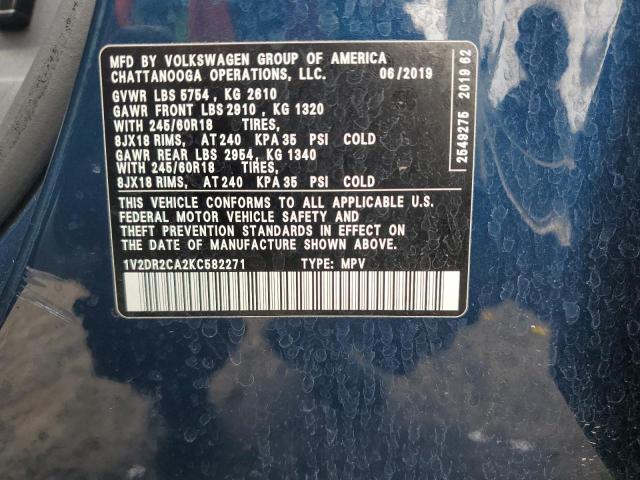 MFD BY VOLKSWAGEN GROUP OF AMERICA
CHATTANOOGA OPERATIONS, LLC. 06/2019
GVWR LBS 5754 , KG 2610
GAWR FRONT LBS 2910 , KG 1320
WITH 245/60R18 TIRES,
8JX18 RIMS, AT 240 KPA 35 PSI COLD
GAWR REAR LBS 2954, KG 1340
WITH 245/60R18 TIRES,
8JX18 RIMS, AT 240 KPA 35 PSI COLD
THIS VEHICLE CONFORMS TO ALL APPLICABLE U.S.
FEDERAL MOTOR VEHICLE SAFETY AND
THEFT PREVENTION STANDARDS IN EFFECT ON
THE DATE OF MANUFACTURE SHOWN ABOVE.
1V2DR2CA2KC582271 TYPE: MPV
2549275 2019 62